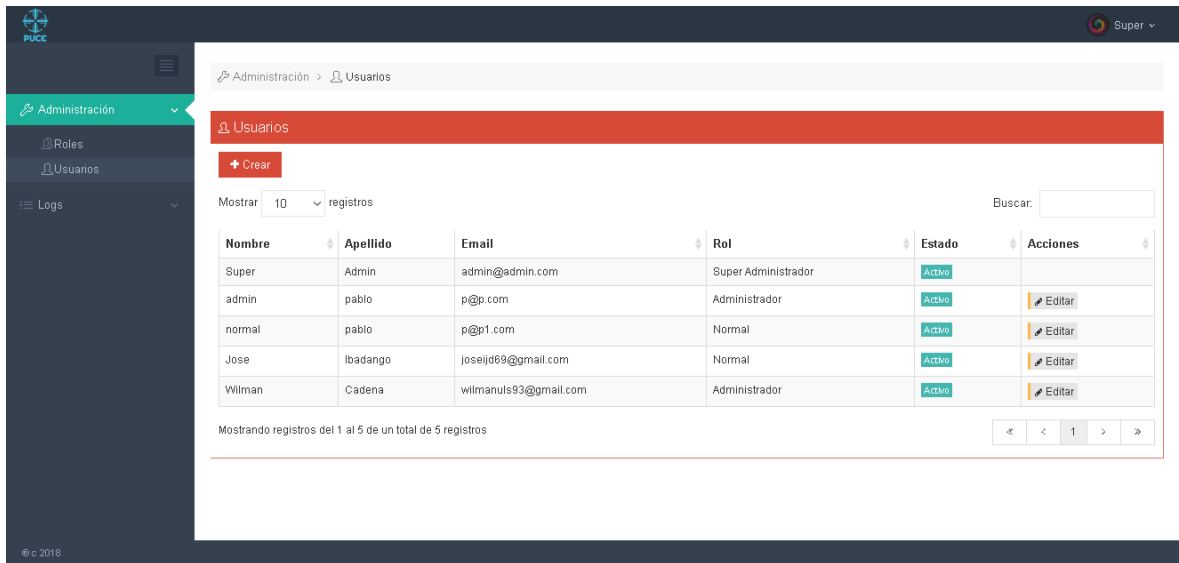 PUCE
Super
Administración > Usuarios
Administración
Roles
Usuarios
Logs
Usuarios
+ Crear
Mostrar 10 registros Buscar:
Nombre Apellido Email Rol Estado Acciones
Super Admin admin@admin.com Super Administrador Activo
admin pablo p@p.com Administrador Activo Editar
normal pablo p@p1.com Normal Activo Editar
Jose Ibadango joseijd69@gmail.com Normal Activo Editar
Wilman Cadena wilmanuls93@gmail.com Administrador Activo Editar
Mostrando registros del 1 al 5 de un total de 5 registros
« < 1 > »
® c 2018